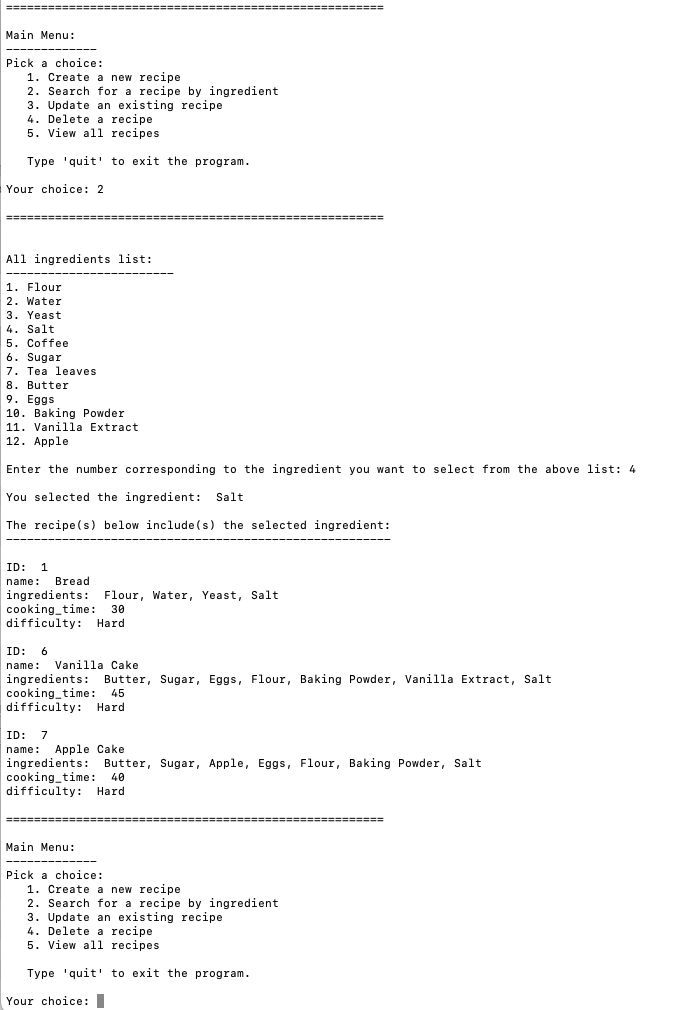 ======================================================
Main Menu:
-------------
Pick a choice:
   1. Create a new recipe
   2. Search for a recipe by ingredient
   3. Update an existing recipe
   4. Delete a recipe
   5. View all recipes
   Type 'quit' to exit the program.
Your choice: 2
======================================================
All ingredients list:
------------------------
1. Flour
2. Water
3. Yeast
4. Salt
5. Coffee
6. Sugar
7. Tea leaves
8. Butter
9. Eggs
10. Baking Powder
11. Vanilla Extract
12. Apple
Enter the number corresponding to the ingredient you want to select from the above list: 4
You selected the ingredient:  Salt
The recipe(s) below include(s) the selected ingredient:
-------------------------------------------------------
ID:  1
name:  Bread
ingredients:  Flour, Water, Yeast, Salt
cooking_time:  30
difficulty:  Hard
ID:  6
name:  Vanilla Cake
ingredients:  Butter, Sugar, Eggs, Flour, Baking Powder, Vanilla Extract, Salt
cooking_time:  45
difficulty:  Hard
ID:  7
name:  Apple Cake
ingredients:  Butter, Sugar, Apple, Eggs, Flour, Baking Powder, Salt
cooking_time:  40
difficulty:  Hard
======================================================
Main Menu:
-------------
Pick a choice:
   1. Create a new recipe
   2. Search for a recipe by ingredient
   3. Update an existing recipe
   4. Delete a recipe
   5. View all recipes
   Type 'quit' to exit the program.
Your choice: